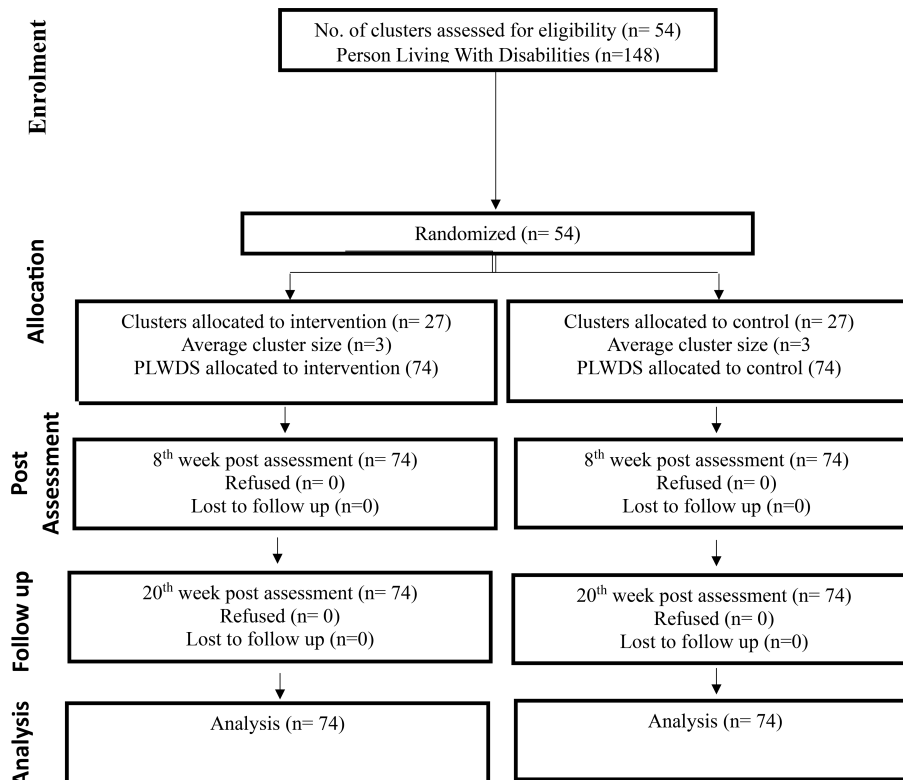 Enrolment
No. of clusters assessed for eligibility (n= 54)
Person Living With Disabilities (n=148)
Allocation
Randomized (n= 54)
Clusters allocated to intervention (n= 27)
Average cluster size (n=3)
PLWDS allocated to intervention (74)
Clusters allocated to control (n= 27)
Average cluster size (n=3
PLWDS allocated to control (74)
Post
Assessment
8th week post assessment (n= 74)
Refused (n= 0)
Lost to follow up (n=0)
8th week post assessment (n= 74)
Refused (n= 0)
Lost to follow up (n=0)
Follow up
20th week post assessment (n= 74)
Refused (n= 0)
Lost to follow up (n=0)
20th week post assessment (n= 74)
Refused (n= 0)
Lost to follow up (n=0)
Analysis
Analysis (n= 74)
Analysis (n= 74)